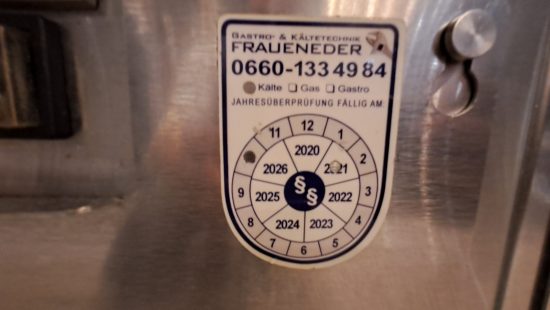 GASTRO- & KÄLTETECHNIK
FRAUENEDER
0660-133 49 84
Kälte Gas Gastro
JAHRESÜBERPRÜFUNG FÄLLIG AM:
11 12 1
2020
2
2026 2021
9 §§ 3
2025 2022
8 2024 2023 4
7 6 5